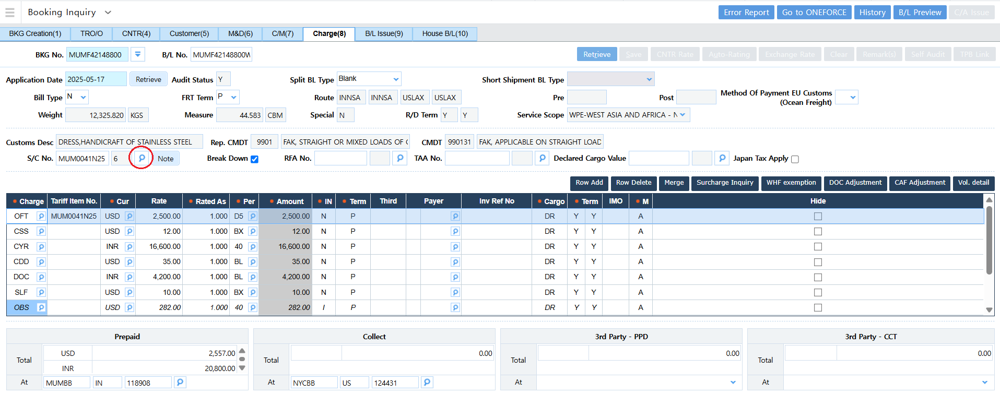 Booking Inquiry
Error Report Go to ONEFORCE History B/L Preview C/A Issue
BKG Creation(1) TRO/O CNTR(4) Customer(5) M&D(6) C/M(7) Charge(8) B/L Issue(9) House B/L(10)
BKG No. MUMF42148800 B/L No. MUMF42148800W Retrieve Save CNTR Rate Auto-Rating Exchange Rate Clear Remark(s) Self Audit TPB Link
Application Date 2025-05-17 Retrieve Audit Status Y Split BL Type Blank Short Shipment BL Type
Bill Type N FRT Term P Route INNSA INNSA USLAX USLAX Pre Post Method Of Payment EU Customs
(Ocean Freight)
Weight 12,325.820 KGS Measure 44.583 CBM Special N R/D Term Y Y Service Scope WPE-WEST ASIA AND AFRICA - N
Customs Desc DRESS,HANDICRAFT OF STAINLESS STEEL Rep. CMDT 9901 FAK, STRAIGHT OR MIXED LOADS OF CMDT 990131 FAK, APPLICABLE ON STRAIGHT LOAD
S/C No. MUM0041N25 6 Note Break Down RFA No. TAA No. Declared Cargo Value Japan Tax Apply
Row Add Row Delete Merge Surcharge Inquiry WHF exemption DOC Adjustment CAF Adjustment Vol. detail
Charge Tariff Item No. Cur Rate Rated As Per Amount IN Term Third Payer Inv Ref No Cargo Term IMO M Hide
OFT MUM0041N25 USD 2,500.00 1.000 D5 2,500.00 N P DR Y Y A
CSS USD 12.00 1.000 BX 12.00 N P DR Y Y A
CYR INR 16,600.00 1.000 40 16,600.00 N P DR Y Y A
CDD USD 35.00 1.000 BL 35.00 N P DR Y Y A
DOC INR 4,200.00 1.000 BL 4,200.00 N P DR Y Y A
SLF USD 10.00 1.000 BX 10.00 N P DR Y Y A
OBS USD 282.00 1.000 40 282.00 I P DR Y Y A
Prepaid Collect 3rd Party - PPD 3rd Party - CCT
Total USD 2,557.00 Total 0.00 Total 0.00 Total 0.00
INR 20,800.00
At MUMBB IN 118908 At NYCBB US 124431 At At